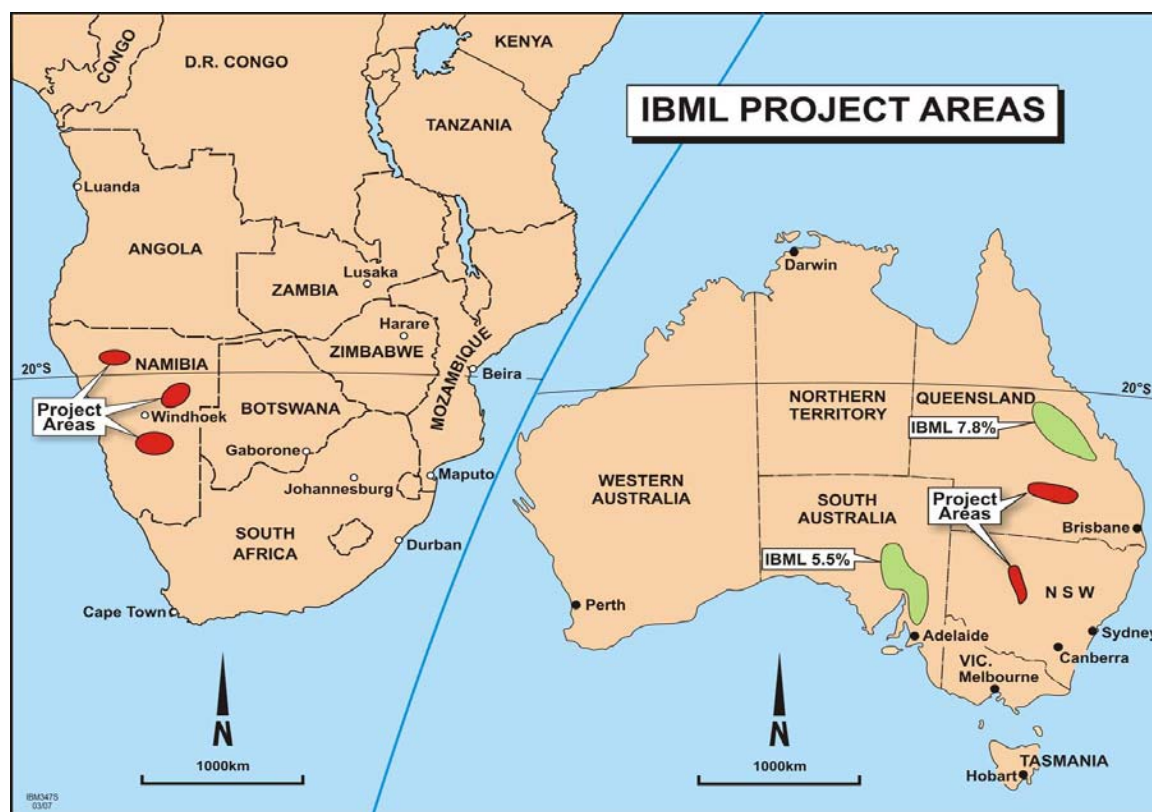 IBML PROJECT AREAS
CONGO
D.R. CONGO
KENYA
TANZANIA
Luanda
ANGOLA
ZAMBIA
Lusaka
Harare
ZIMBABWE
MOZAMBIQUE
NAMIBIA
20°S
Beira
Project
Areas
Windhoek
BOTSWANA
Gaborone
Johannesburg
Maputo
SOUTH
AFRICA
Durban
Cape Town
N
1000km
IBM347S
03/07
Darwin
20°S
NORTHERN
TERRITORY
QUEENSLAND
IBML 7.8%
WESTERN
AUSTRALIA
SOUTH
AUSTRALIA
Project
Areas
Brisbane
IBML 5.5%
N S W
Perth
Adelaide
Sydney
Canberra
VIC.
Melbourne
N
1000km
TASMANIA
Hobart